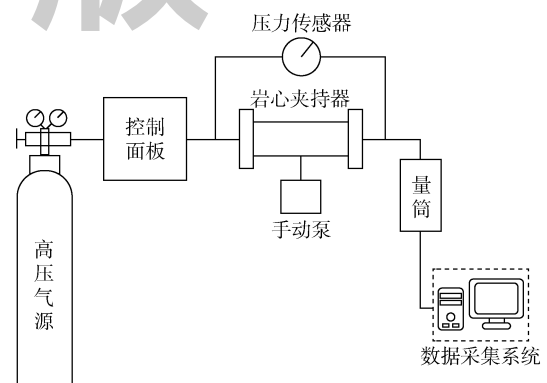 压力传感器
岩心夹持器
控制
面板
手动泵
量
筒
高
压
气
源
数据采集系统